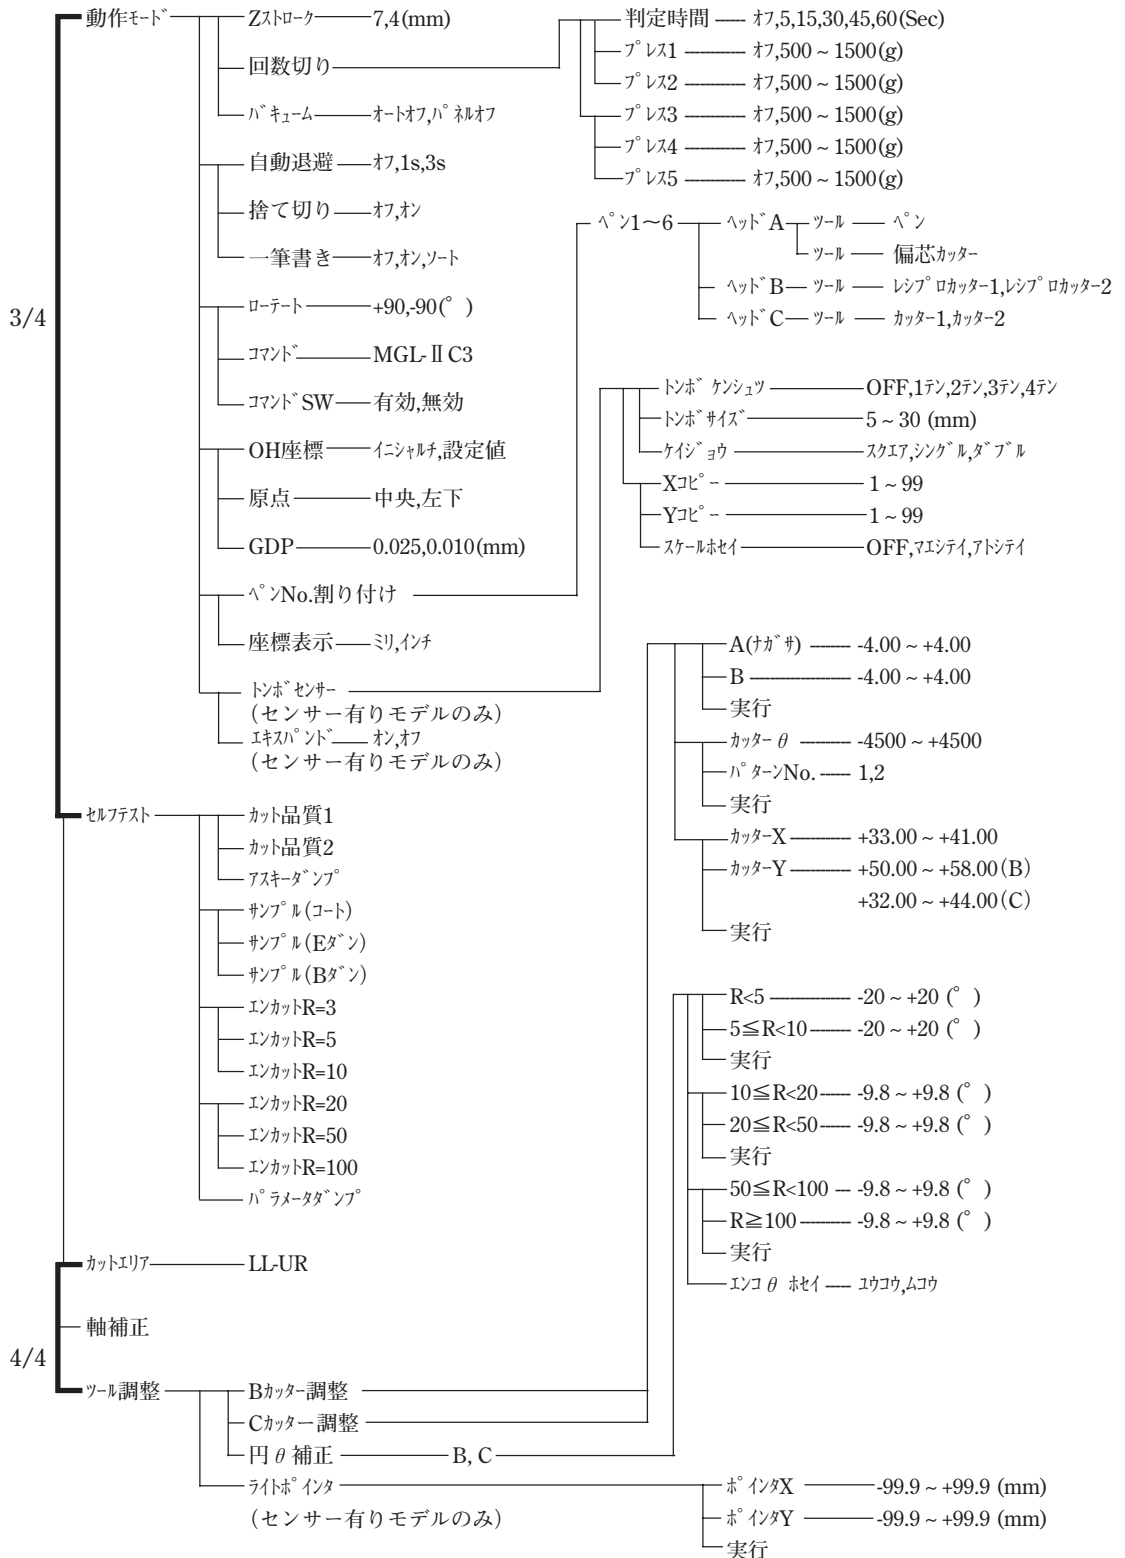 動作ﾓｰﾄﾞ Zｽﾄﾛｰｸ 7,4(mm)
回数切り
判定時間 ｵﾌ,5,15,30,45,60(Sec)
ﾌﾟﾚｽ1 ｵﾌ,500 ~ 1500(g)
ﾌﾟﾚｽ2 ｵﾌ,500 ~ 1500(g)
ﾌﾟﾚｽ3 ｵﾌ,500 ~ 1500(g)
ﾌﾟﾚｽ4 ｵﾌ,500 ~ 1500(g)
ﾌﾟﾚｽ5 ｵﾌ,500 ~ 1500(g)
ﾊﾞｷｭｰﾑ ｵｰﾄｵﾌ,ﾊﾟﾈﾙｵﾌ
自動退避 ｵﾌ,1s,3s
捨て切り ｵﾌ,ｵﾝ
一筆書き ｵﾌ,ｵﾝ,ｿｰﾄ
3/4
ﾛｰﾃｰﾄ +90,-90(ﾟ)
ｺﾏﾝﾄﾞ MGL-ⅡC3
ｺﾏﾝﾄﾞSW 有効,無効
OH座標 ｲﾆｼｬﾙﾁ,設定値
原点 中央,左下
GDP 0.025,0.010(mm)
ﾍﾟﾝNo.割り付け
ﾍﾟﾝ1〜6 ﾍｯﾄﾞA ﾂｰﾙ ﾍﾟﾝ
ﾂｰﾙ 偏芯ｶｯﾀｰ
ﾍｯﾄﾞB ﾂｰﾙ ﾚｼﾌﾟﾛｶｯﾀｰ1,ﾚｼﾌﾟﾛｶｯﾀｰ2
ﾍｯﾄﾞC ﾂｰﾙ ｶｯﾀｰ1,ｶｯﾀｰ2
座標表示 ﾐﾘ,ｲﾝﾁ
ﾄﾝﾎﾞｾﾝｻｰ
(センサー有りモデルのみ)
ﾄﾝﾎﾞｹﾝｼｭﾂ OFF,1ﾃﾝ,2ﾃﾝ,3ﾃﾝ,4ﾃﾝ
ﾄﾝﾎﾞｻｲｽﾞ 5 ~ 30 (mm)
ｹｲｼﾞｮｳ ｽｸｴｱ,ｼﾝｸﾞﾙ,ﾀﾞﾌﾞﾙ
Xｺﾋﾟｰ 1 ~ 99
Yｺﾋﾟｰ 1 ~ 99
ｽｹｰﾙﾎｾｲ OFF,ﾏｴｼﾃｲ,ｱﾄｼﾃｲ
ｴｷｽﾊﾟﾝﾄﾞ ｵﾝ,ｵﾌ
(センサー有りモデルのみ)
ｾﾙﾌﾃｽﾄ ｶｯﾄ品質1
ｶｯﾄ品質2
ｱｽｷｰﾀﾞﾝﾌﾟ
ｻﾝﾌﾟﾙ(ｺｰﾄ)
ｻﾝﾌﾟﾙ(Eﾀﾞﾝ)
ｻﾝﾌﾟﾙ(Bﾀﾞﾝ)
ｴﾝｶｯﾄR=3
ｴﾝｶｯﾄR=5
ｴﾝｶｯﾄR=10
ｴﾝｶｯﾄR=20
ｴﾝｶｯﾄR=50
ｴﾝｶｯﾄR=100
ﾊﾟﾗﾒｰﾀﾀﾞﾝﾌﾟ
ｶｯﾄｴﾘｱ LL-UR
軸補正
4/4
ﾂｰﾙ調整 Bｶｯﾀｰ調整
Cｶｯﾀｰ調整
A(ﾅｶﾞｻ) -4.00 ~ +4.00
B -4.00 ~ +4.00
実行
ｶｯﾀｰθ -4500 ~ +4500
ﾊﾟﾀｰﾝNo. 1,2
実行
ｶｯﾀｰX +33.00 ~ +41.00
ｶｯﾀｰY +50.00 ~ +58.00(B)
+32.00 ~ +44.00(C)
実行
円θ補正 B, C
R<5 -20 ~ +20 (ﾟ)
5≦R<10 -20 ~ +20 (ﾟ)
実行
10≦R<20 -9.8 ~ +9.8 (ﾟ)
20≦R<50 -9.8 ~ +9.8 (ﾟ)
実行
50≦R<100 -9.8 ~ +9.8 (ﾟ)
R≧100 -9.8 ~ +9.8 (ﾟ)
実行
ｴﾝｺθ ﾎｾｲ ﾕｳｺｳ,ﾑｺｳ
ﾗｲﾄﾎﾟｲﾝﾀ
(センサー有りモデルのみ)
ﾎﾟｲﾝﾀX -99.9 ~ +99.9 (mm)
ﾎﾟｲﾝﾀY -99.9 ~ +99.9 (mm)
実行